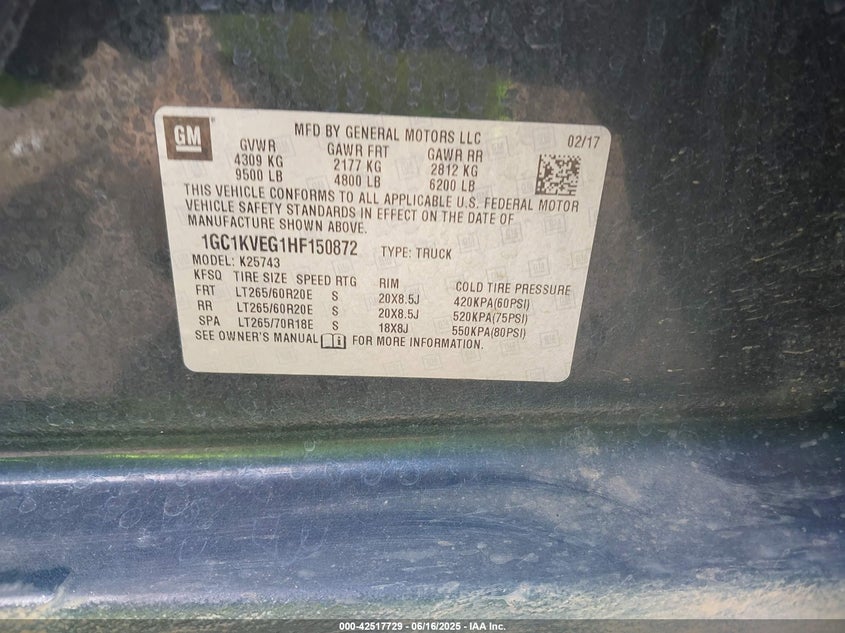 GM
MFD BY GENERAL MOTORS LLC 02/17
GVWR GAWR FRT GAWR RR
4309 KG 2177 KG 2812 KG
9500 LB 4800 LB 6200 LB
THIS VEHICLE CONFORMS TO ALL APPLICABLE U.S. FEDERAL MOTOR
VEHICLE SAFETY STANDARDS IN EFFECT ON THE DATE OF
MANUFACTURE SHOWN ABOVE.
1GC1KVEG1HF150872 TYPE: TRUCK
MODEL: K25743
KFSQ TIRE SIZE SPEED RTG RIM COLD TIRE PRESSURE
FRT LT265/60R20E S 20X8.5J 420KPA(60PSI)
RR LT265/60R20E S 20X8.5J 520KPA(75PSI)
SPA LT265/70R18E S 18X8J 550KPA(80PSI)
SEE OWNER'S MANUAL FOR MORE INFORMATION.
000-42517729 - 06/16/2025 - IAA Inc.